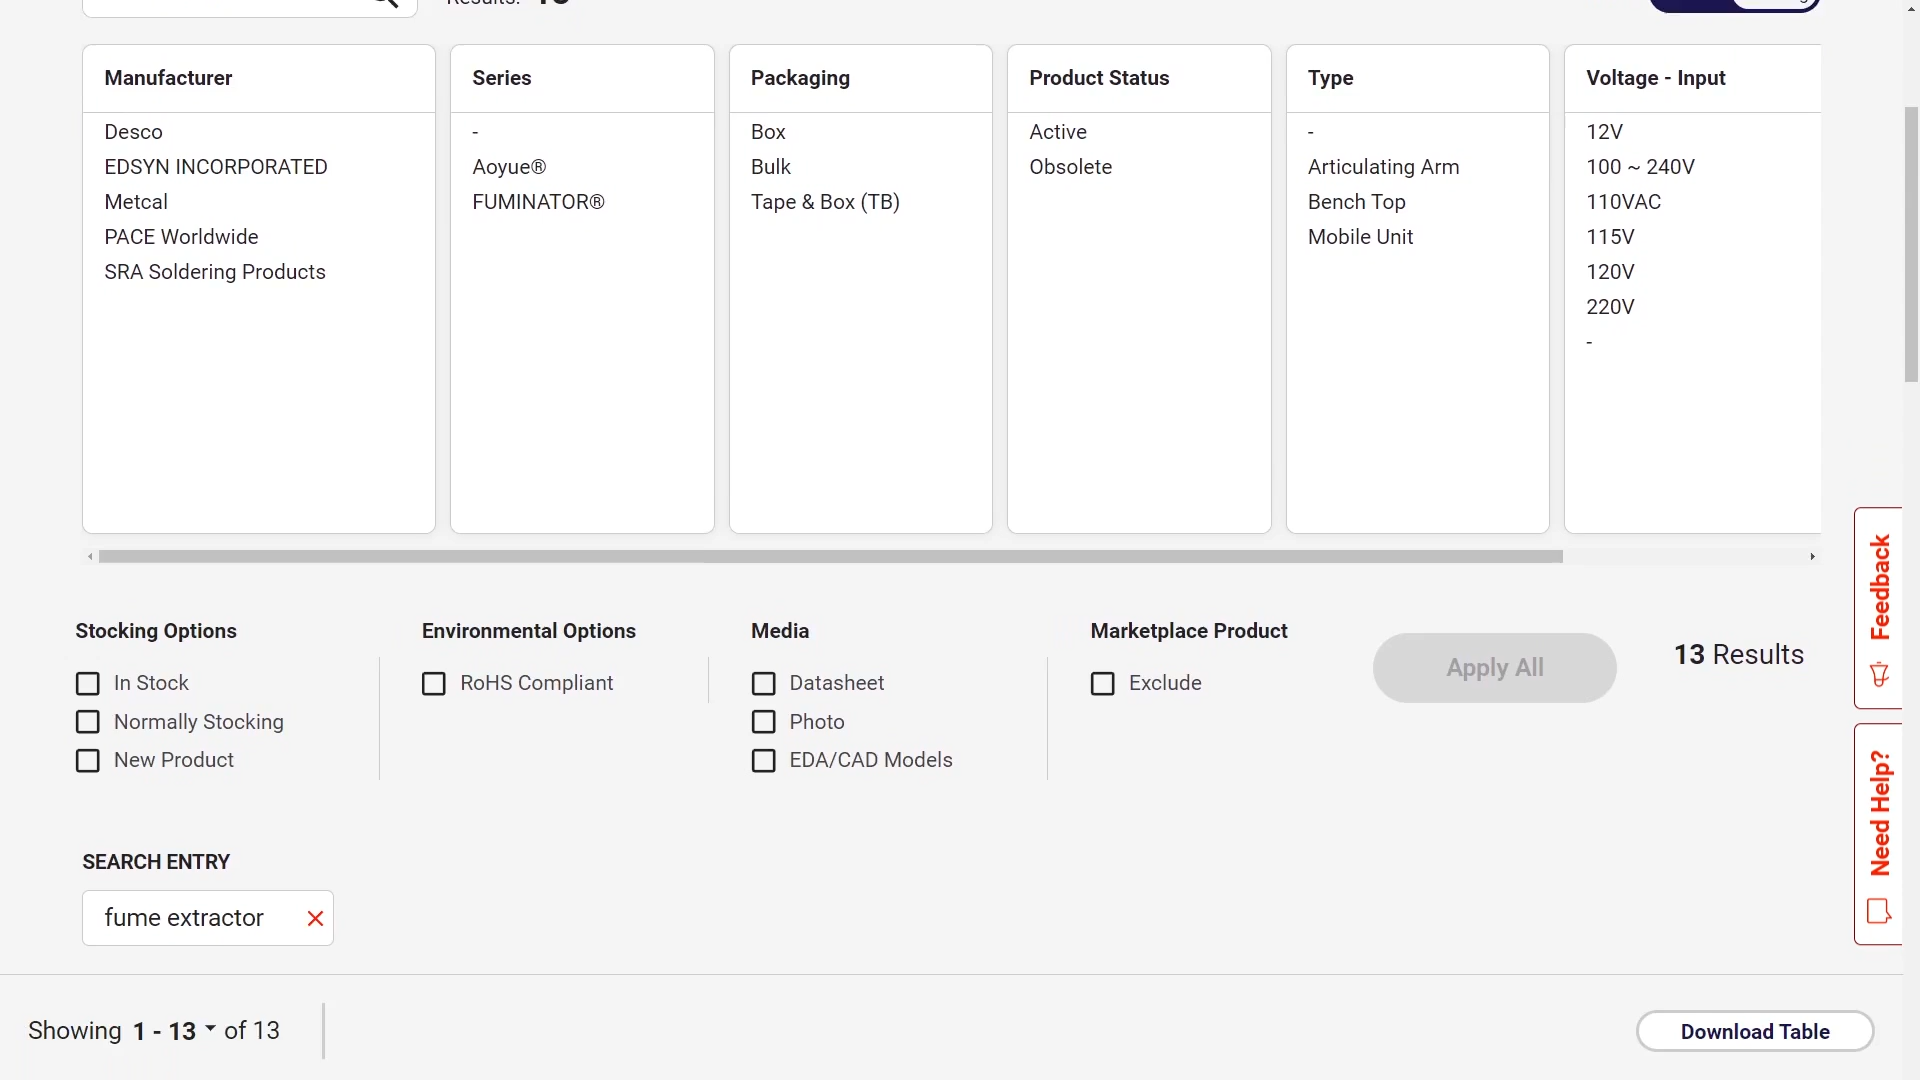 Results:
Manufacturer
Desco
EDSYN INCORPORATED
Metcal
PACE Worldwide
SRA Soldering Products
Series
-
Aoyue®
FUMINATOR®
Packaging
Box
Bulk
Tape & Box (TB)
Product Status
Active
Obsolete
Type
-
Articulating Arm
Bench Top
Mobile Unit
Voltage - Input
12V
100 ~ 240V
110VAC
115V
120V
220V
-
Stocking Options
In Stock
Normally Stocking
New Product
Environmental Options
RoHS Compliant
Media
Datasheet
Photo
EDA/CAD Models
Marketplace Product
Exclude
Apply All
13 Results
Feedback
Need Help?
SEARCH ENTRY
fume extractor
Showing 1 - 13 of 13
Download Table